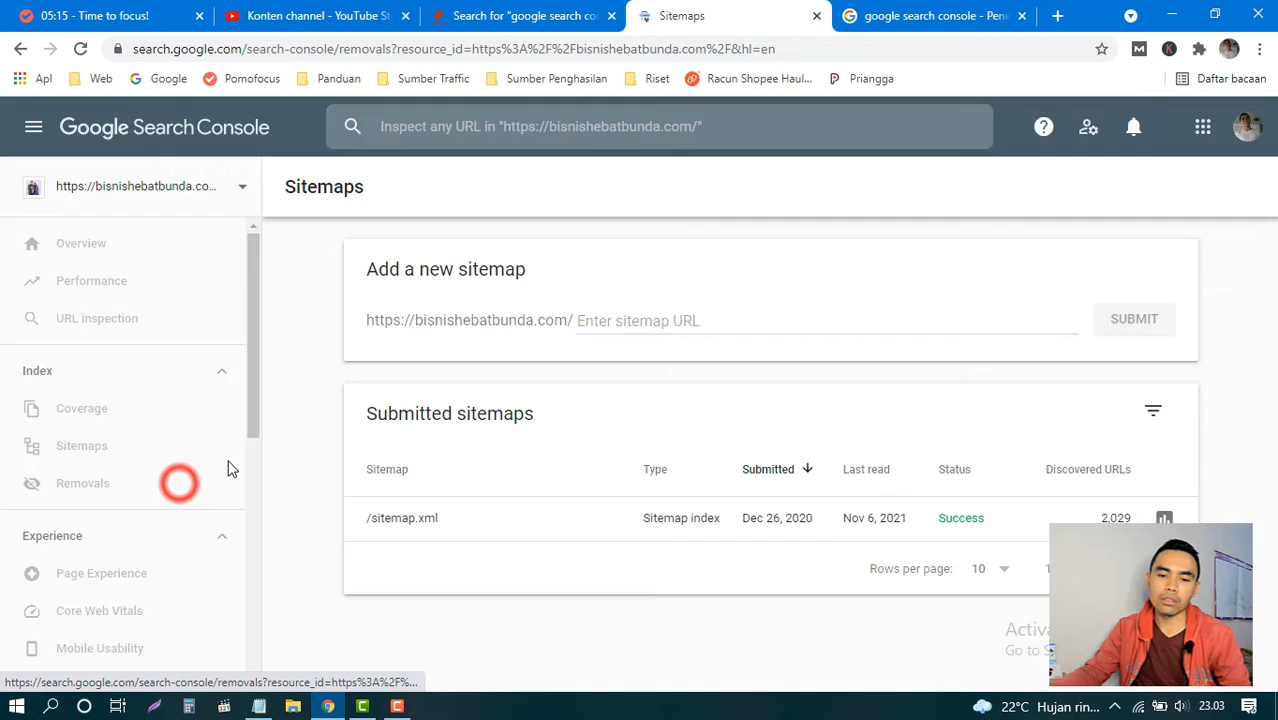 05:15 - Time to focus!
Konten channel - YouTube St
Search for "google search con
Sitemaps
google search console - Pene
search.google.com/search-console/removals?resource_id=https%3A%2F%2Fbisnishebatbunda.com%2F&hl=en
Apl
Web
Google
Pomofocus
Panduan
Sumber Traffic
Sumber Penghasilan
Riset
Racun Shopee Haul...
Priangga
Daftar bacaan
Google Search Console
Inspect any URL in "https://bisnishebatbunda.com/"
https://bisnishebatbunda.co...
Sitemaps
Overview
Performance
URL inspection
Index
Coverage
Sitemaps
Removals
Experience
Page Experience
Core Web Vitals
Mobile Usability
Add a new sitemap
https://bisnishebatbunda.com/ Enter sitemap URL
SUBMIT
Submitted sitemaps
Sitemap Type Submitted Last read Status Discovered URLs
/sitemap.xml Sitemap index Dec 26, 2020 Nov 6, 2021 Success 2,029
Rows per page: 10
Activ
Go to S
https://search.google.com/search-console/removals?resource_id=https%3A%2F%...
22°C Hujan rin...
23.03